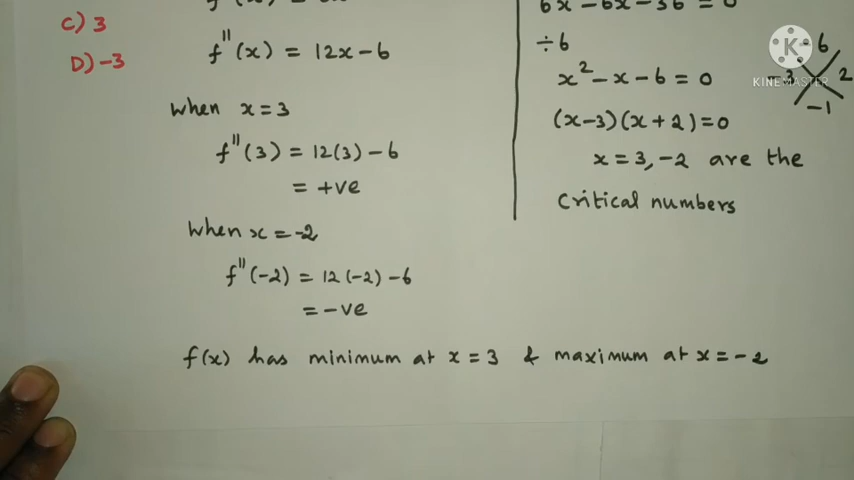 C) 3
D) -3
f''(x) = 12x - 6
when x = 3
f''(3) = 12(3) - 6
= +ve
when x = -2
f''(-2) = 12(-2) - 6
= -ve
f(x) has minimum at x = 3 & maximum at x = -2
÷6
x² - x - 6 = 0
(x-3)(x+2) = 0
x = 3, -2 are the
critical numbers
-6
-3 2
-1
K
KINEMASTER